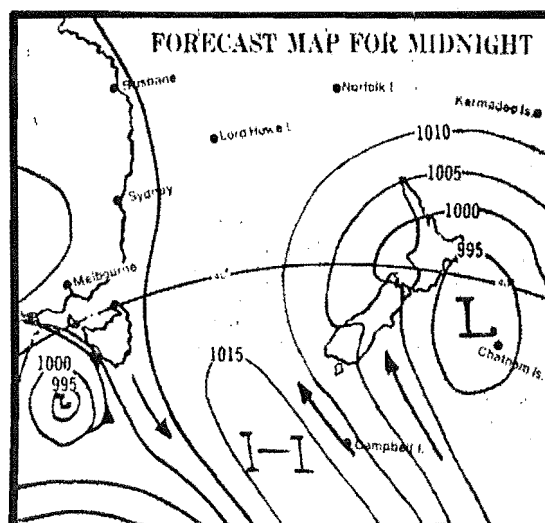 FORECAST MAP FOR MIDNIGHT
Brisbane
Norfolk I.
Kermadec Is.
Lord Howe I.
1010
1005
Sydney
1000
995
Melbourne
40°
L
Chatham Is.
1015
1000
995
L
H
Campbell I.